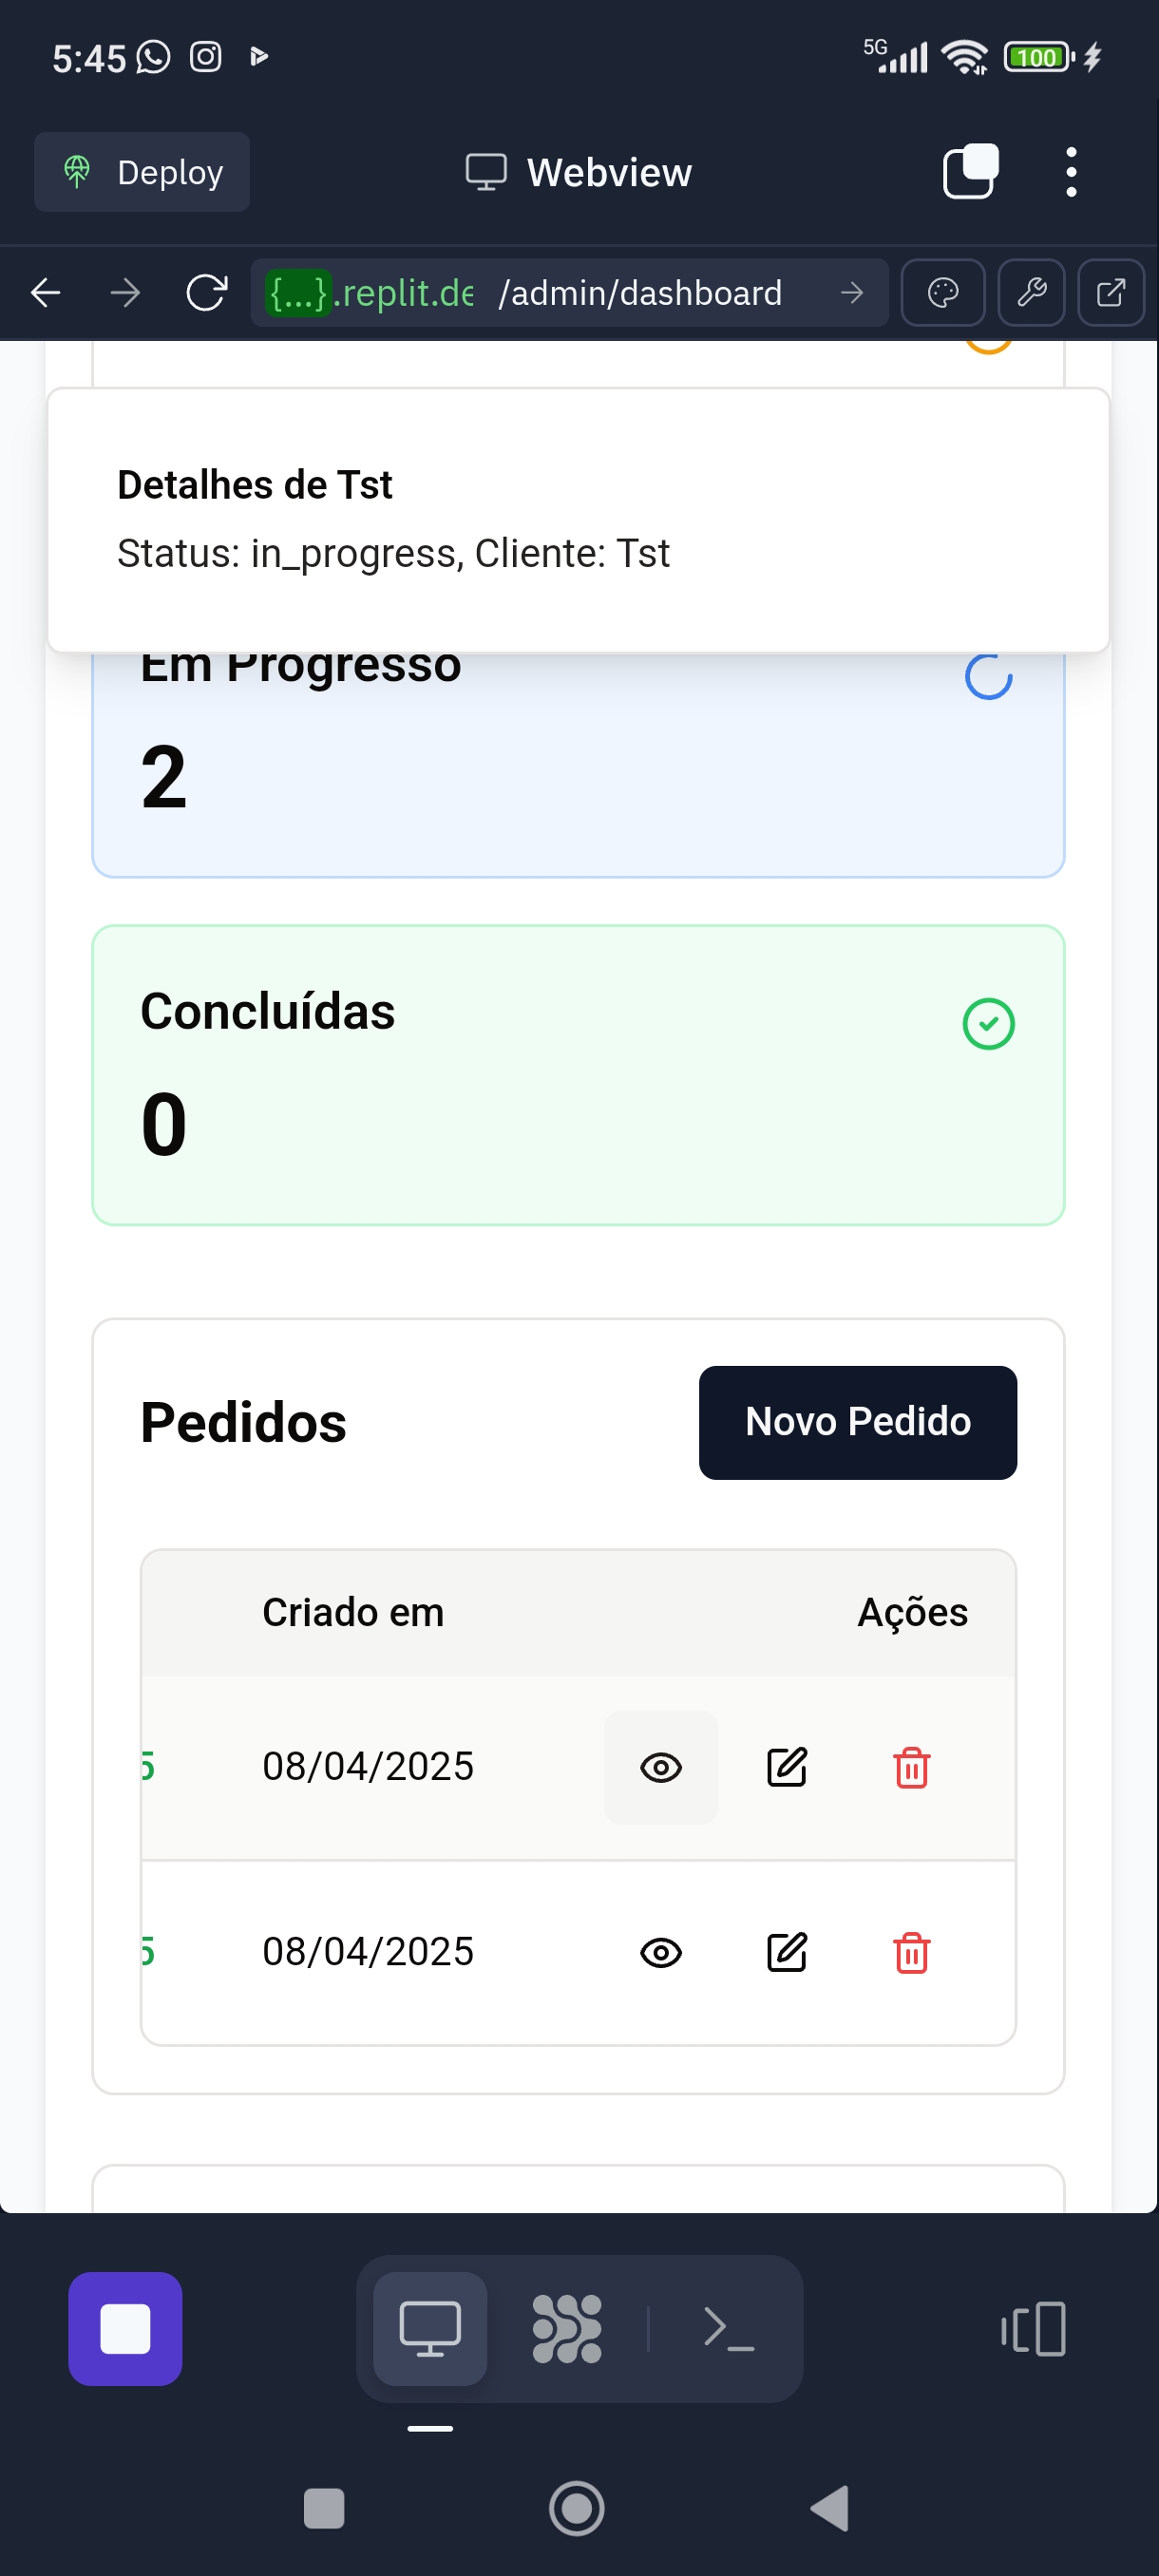 5:45
5G
100
Deploy
Webview
{...}.replit.de /admin/dashboard
Detalhes de Tst
Status: in_progress, Cliente: Tst
Em Progresso
2
Concluídas
0
Pedidos
Novo Pedido
Criado em
Ações
5
08/04/2025
5
08/04/2025